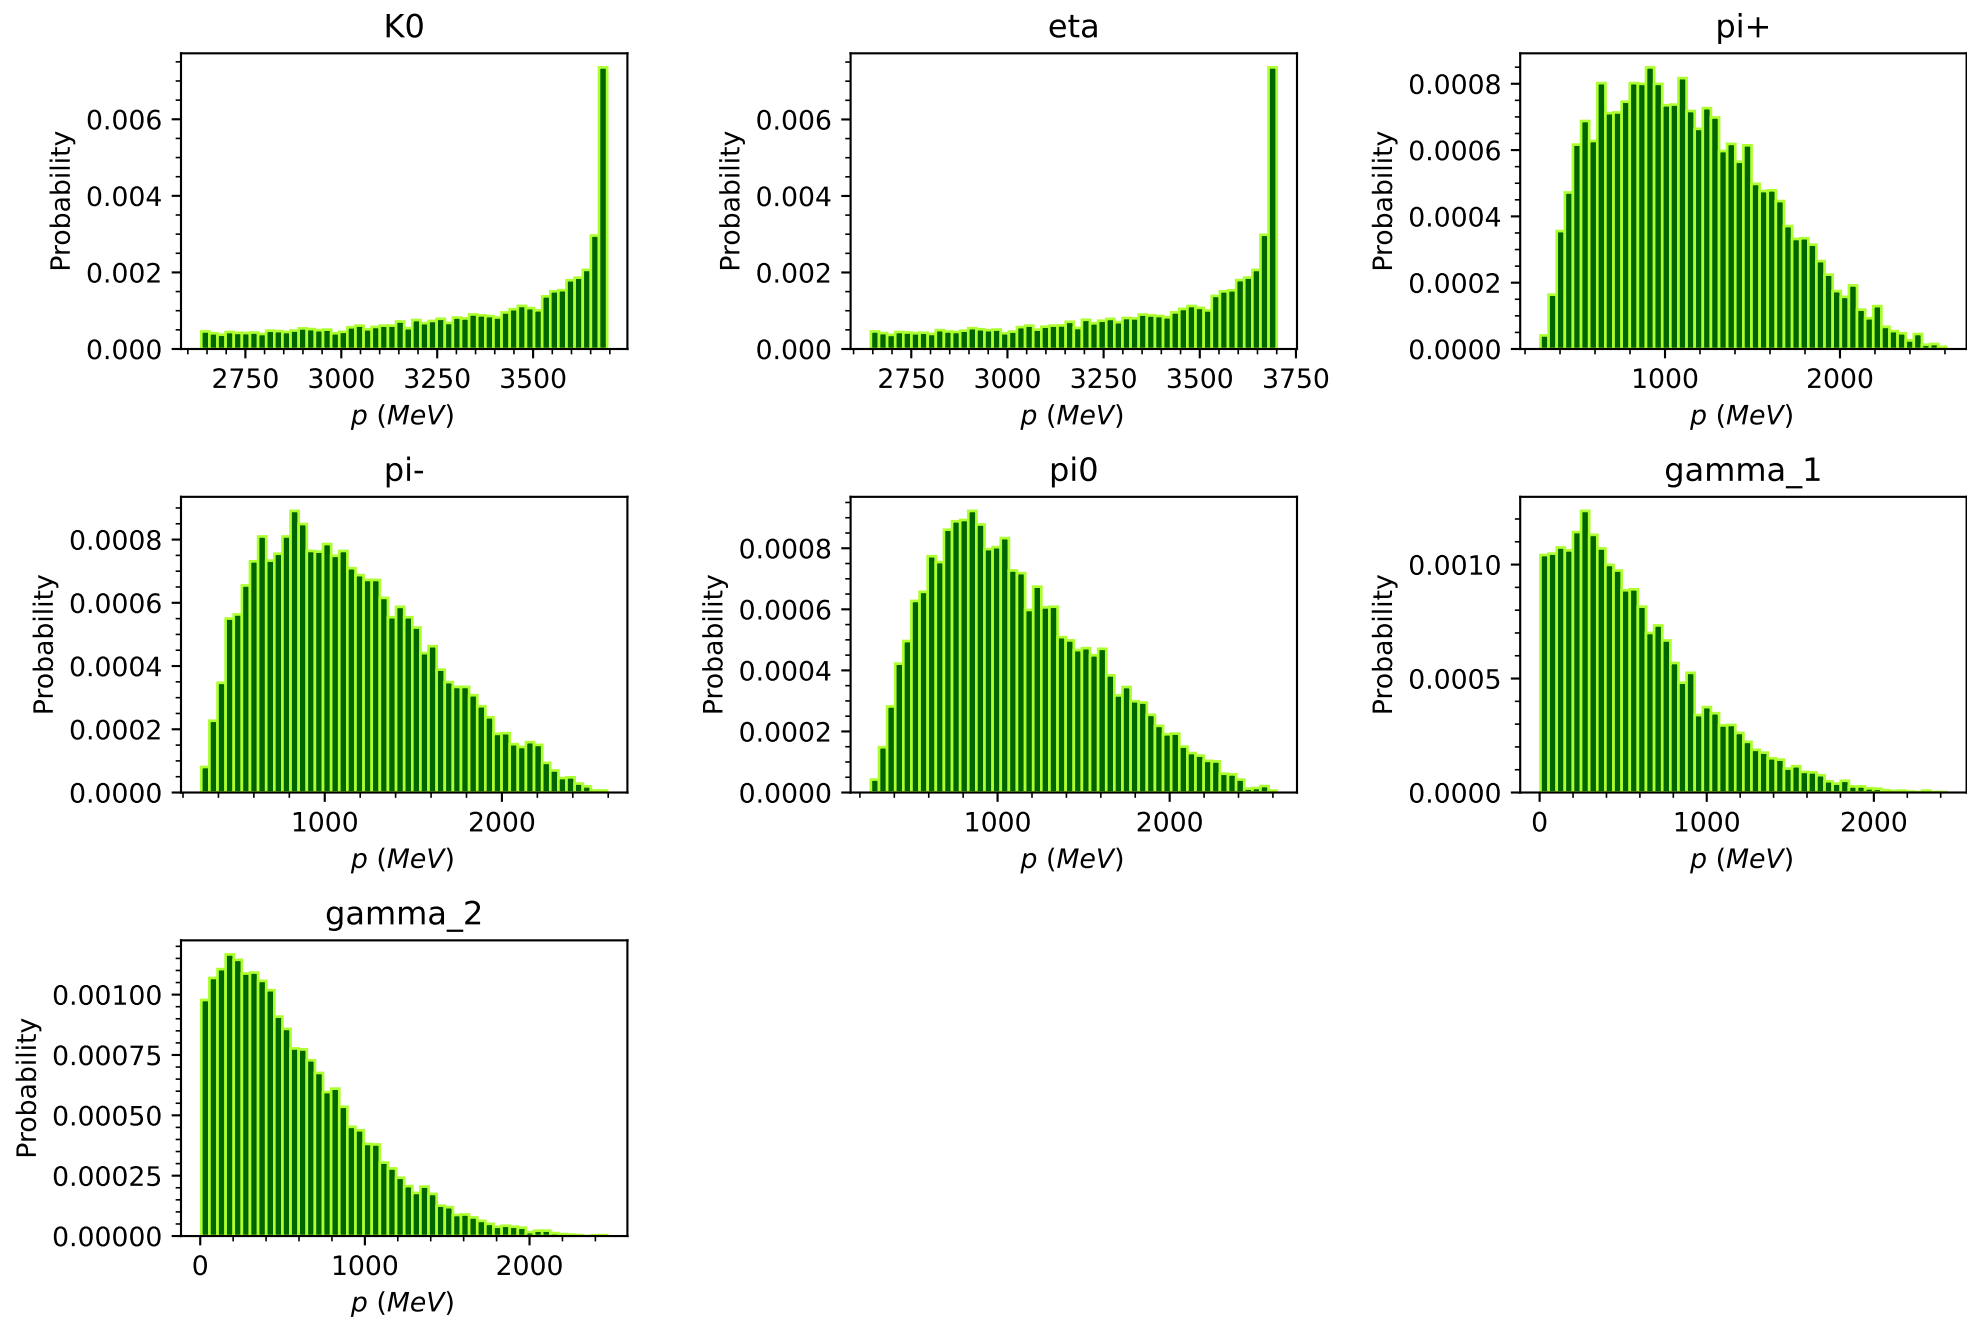 K0
Probability
0.006
0.004
0.002
0.000
2750 3000 3250 3500
p (MeV)
eta
Probability
0.006
0.004
0.002
0.000
2750 3000 3250 3500 3750
p (MeV)
pi+
Probability
0.0008
0.0006
0.0004
0.0002
0.0000
1000 2000
p (MeV)
pi-
Probability
0.0008
0.0006
0.0004
0.0002
0.0000
1000 2000
p (MeV)
pi0
Probability
0.0008
0.0006
0.0004
0.0002
0.0000
1000 2000
p (MeV)
gamma_1
Probability
0.0010
0.0005
0.0000
0 1000 2000
p (MeV)
gamma_2
Probability
0.00100
0.00075
0.00050
0.00025
0.00000
0 1000 2000
p (MeV)